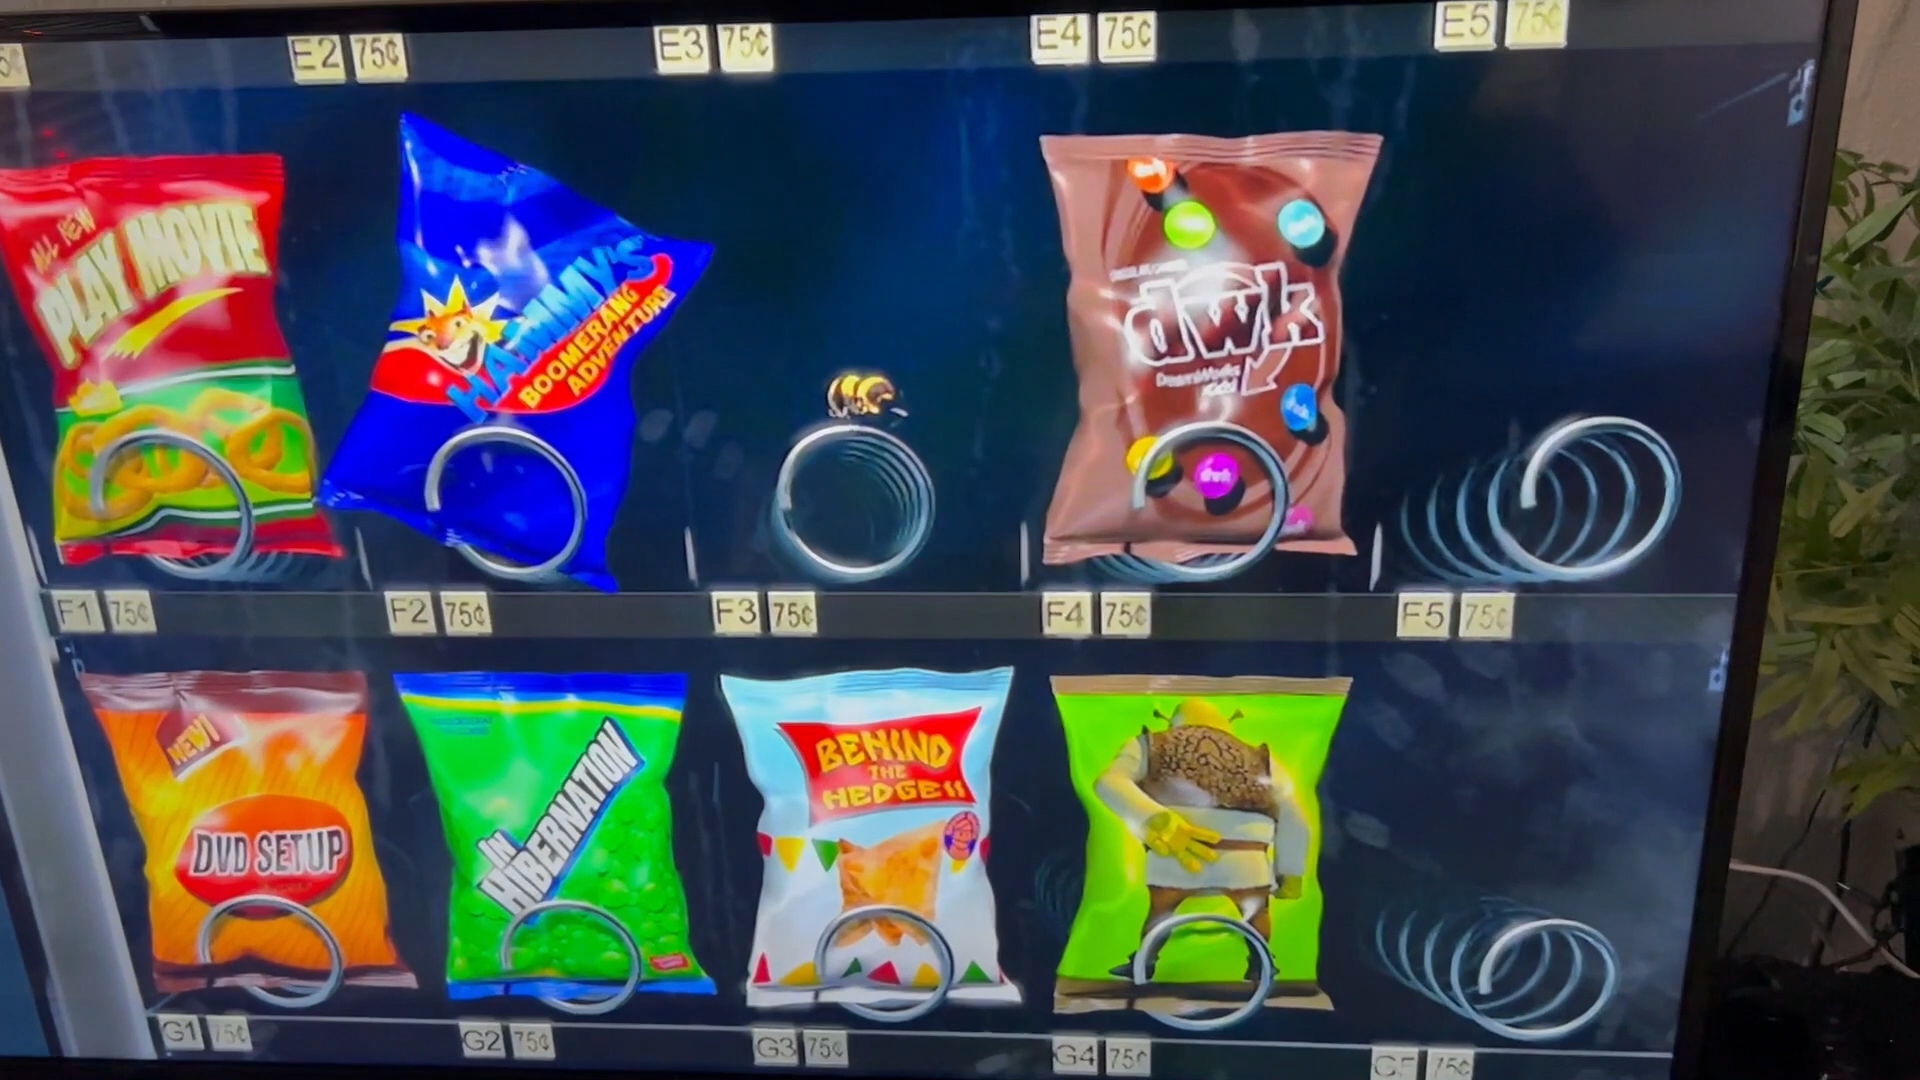 E2 75¢
E3 75¢
E4 75¢
E5 75¢
ALL NEW
PLAY MOVIE
HAMMY'S
BOOMERANG
ADVENTURE
dwk
DreamWorks
Kids
F1 75¢
F2 75¢
F3 75¢
F4 75¢
F5 75¢
NEW!
DVD SETUP
IN
HIBERNATION
BEHIND
THE
HEDGE
G1 75¢
G2 75¢
G3 75¢
G4 75¢
75¢